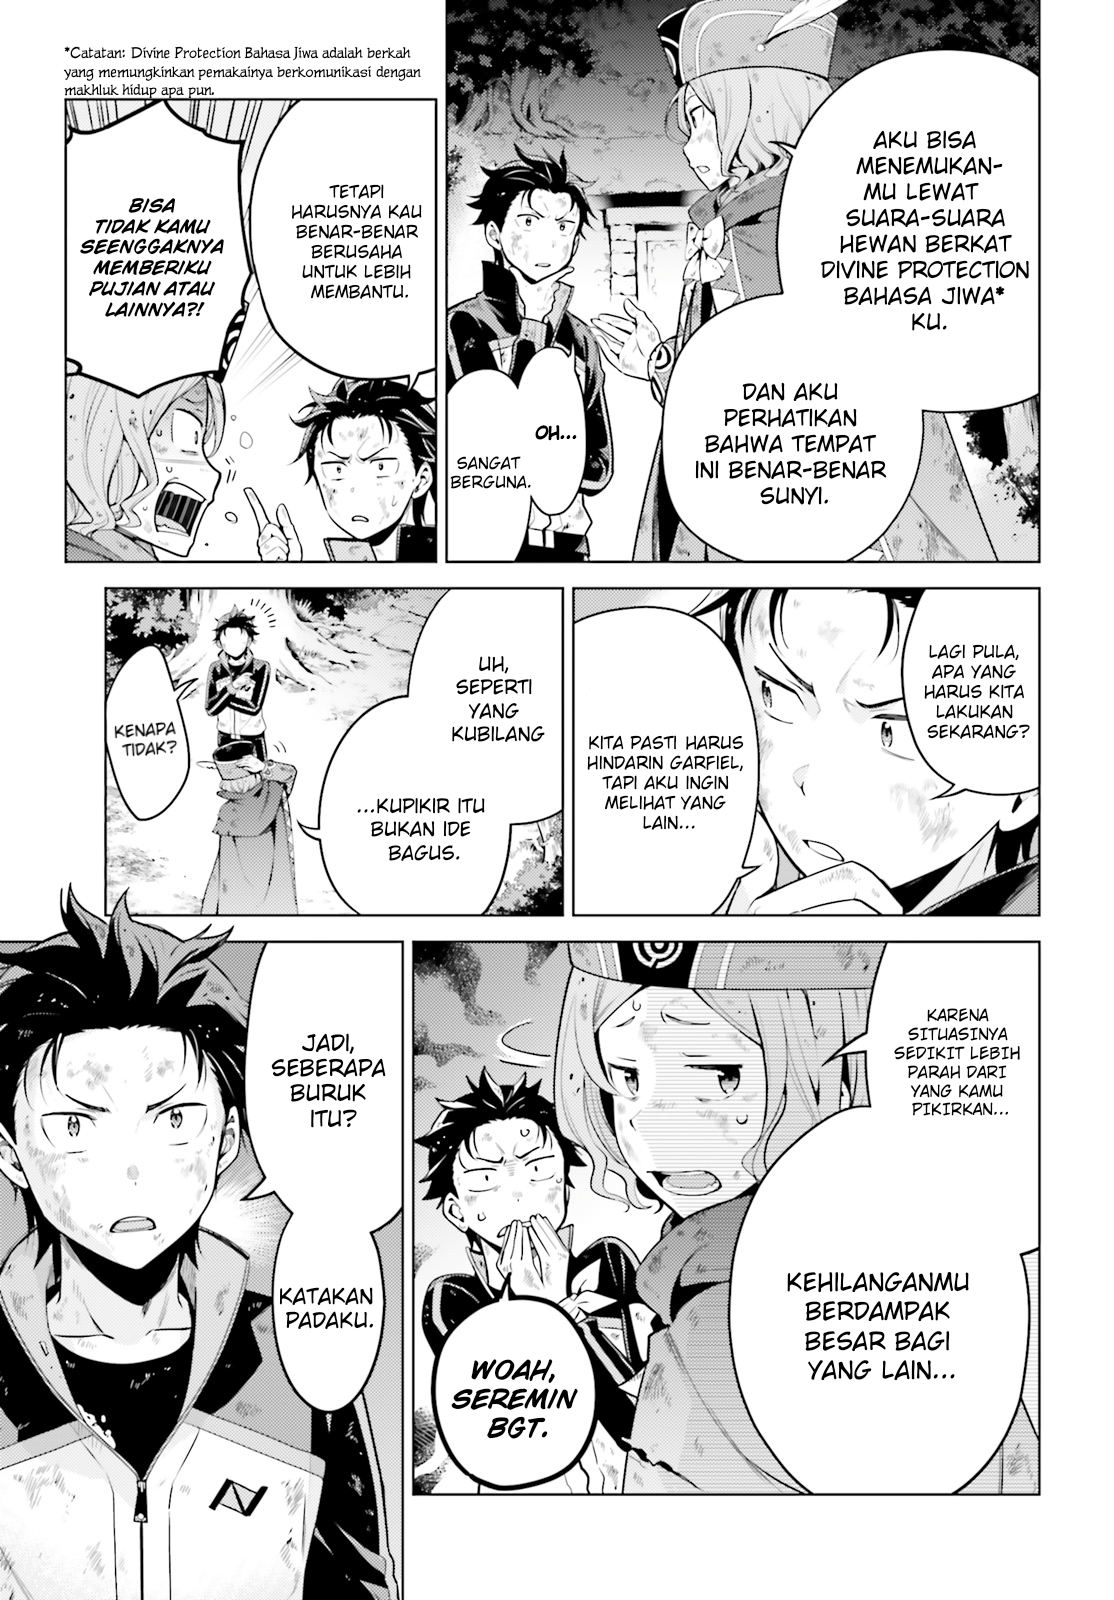 *Catatan: Divine Protection Bahasa Jiwa adalah berkah
yang memungkinkan pemakainya berkomunikasi dengan
makhluk hidup apa pun.
AKU BISA
MENEMUKAN-
MU LEWAT
SUARA-SUARA
HEWAN BERKAT
DIVINE PROTECTION
BAHASA JIWA*
KU.
DAN AKU
PERHATIKAN
BAHWA TEMPAT
INI BENAR-BENAR
SUNYI.
OH...
SANGAT
BERGUNA.
TETAPI
HARUSNYA KAU
BENAR-BENAR
BERUSAHA
UNTUK LEBIH
MEMBANTU.
BISA
TIDAK KAMU
SEENGGAKNYA
MEMBERIKU
PUJIAN ATAU
LAINNYA?!
LAGI PULA,
APA YANG
HARUS KITA
LAKUKAN
SEKARANG?
KITA PASTI HARUS
HINDARIN GARFIEL,
TAPI AKU INGIN
MELIHAT YANG
LAIN...
UH,
SEPERTI
YANG
KUBILANG
...KUPIKIR ITU
BUKAN IDE
BAGUS.
KENAPA
TIDAK?
KARENA
SITUASINYA
SEDIKIT LEBIH
PARAH DARI
YANG KAMU
PIKIRKAN...
KEHILANGANMU
BERDAMPAK
BESAR BAGI
YANG LAIN...
WOAH,
SEREMIN
BGT.
JADI,
SEBERAPA
BURUK
ITU?
KATAKAN
PADAKU.